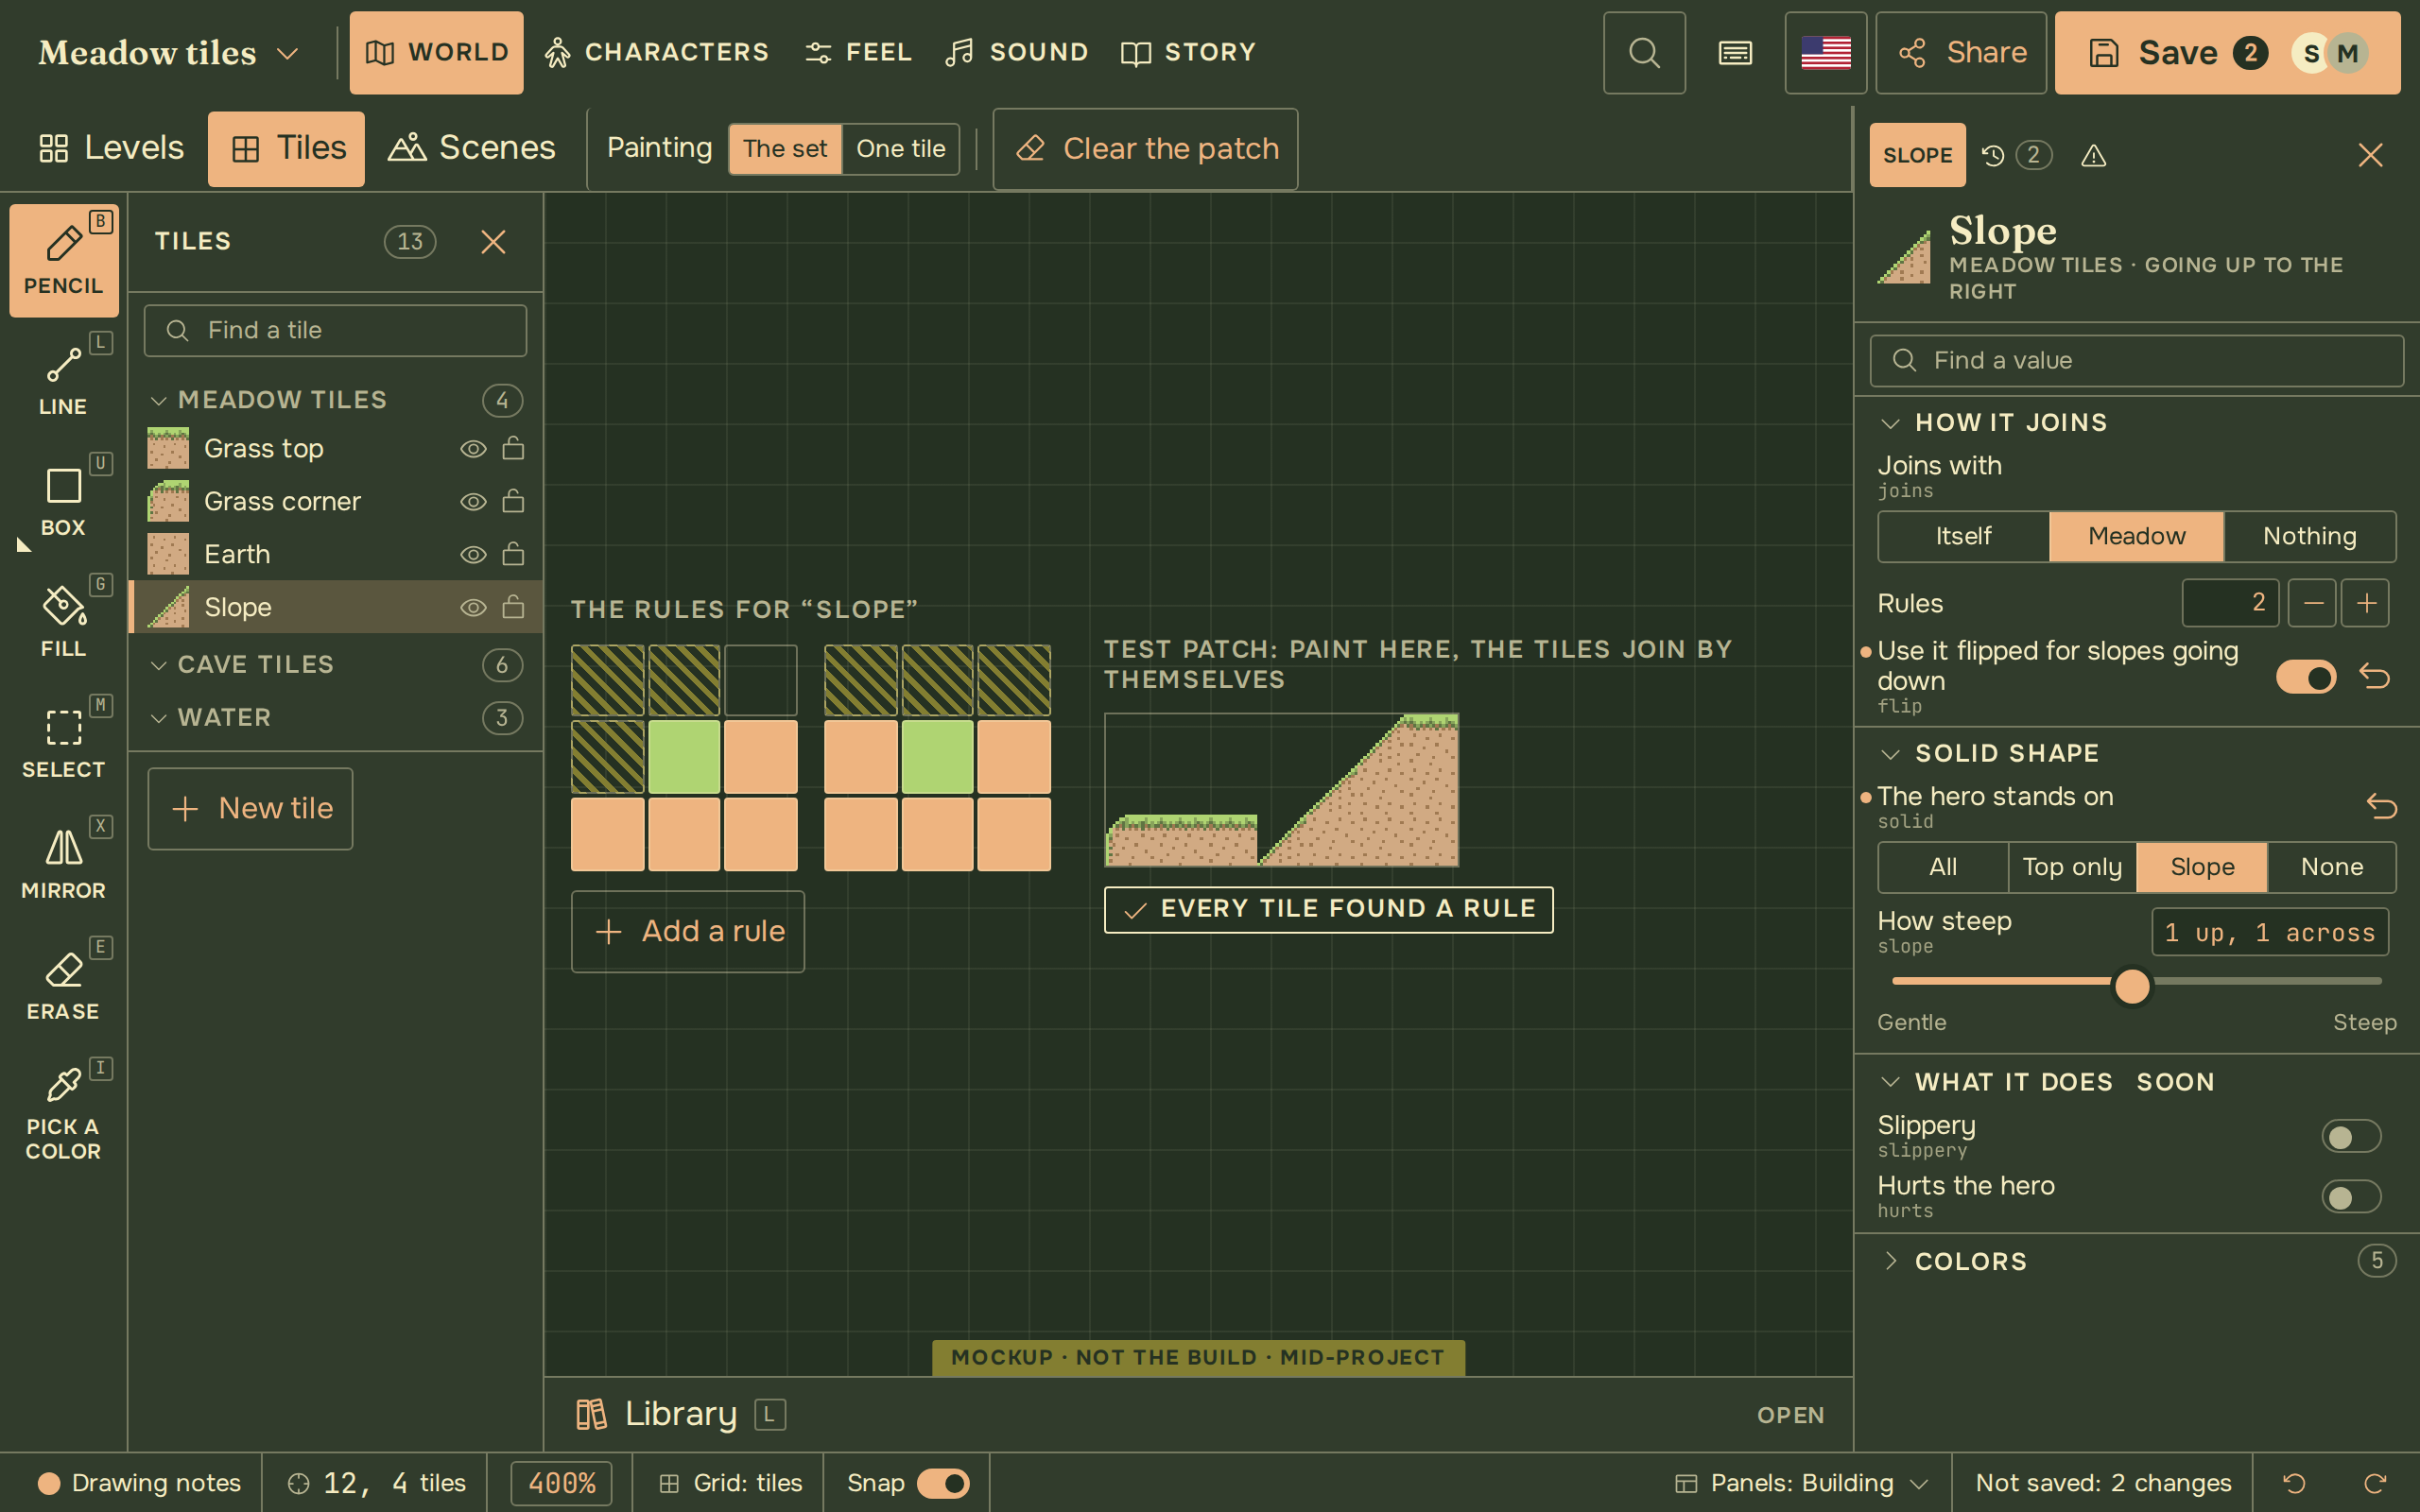 Meadow tiles
WORLD
CHARACTERS
FEEL
SOUND
STORY
Share
Save 2 S M
Levels
Tiles
Scenes
Painting
The set
One tile
Clear the patch
SLOPE
2
B
PENCIL
L
LINE
U
BOX
G
FILL
M
SELECT
X
MIRROR
E
ERASE
I
PICK A
COLOR
TILES 13
Find a tile
MEADOW TILES 4
Grass top
Grass corner
Earth
Slope
CAVE TILES 6
WATER 3
New tile
THE RULES FOR “SLOPE”
Add a rule
TEST PATCH: PAINT HERE, THE TILES JOIN BY
THEMSELVES
EVERY TILE FOUND A RULE
MOCKUP · NOT THE BUILD · MID-PROJECT
Library L
OPEN
Slope
MEADOW TILES · GOING UP TO THE
RIGHT
Find a value
HOW IT JOINS
Joins with
joins
Itself Meadow Nothing
Rules 2
Use it flipped for slopes going
down
flip
SOLID SHAPE
The hero stands on
solid
All Top only Slope None
How steep 1 up, 1 across
slope
Gentle Steep
WHAT IT DOES SOON
Slippery
slippery
Hurts the hero
hurts
COLORS 5
Drawing notes
12, 4 tiles
400%
Grid: tiles
Snap
Panels: Building
Not saved: 2 changes